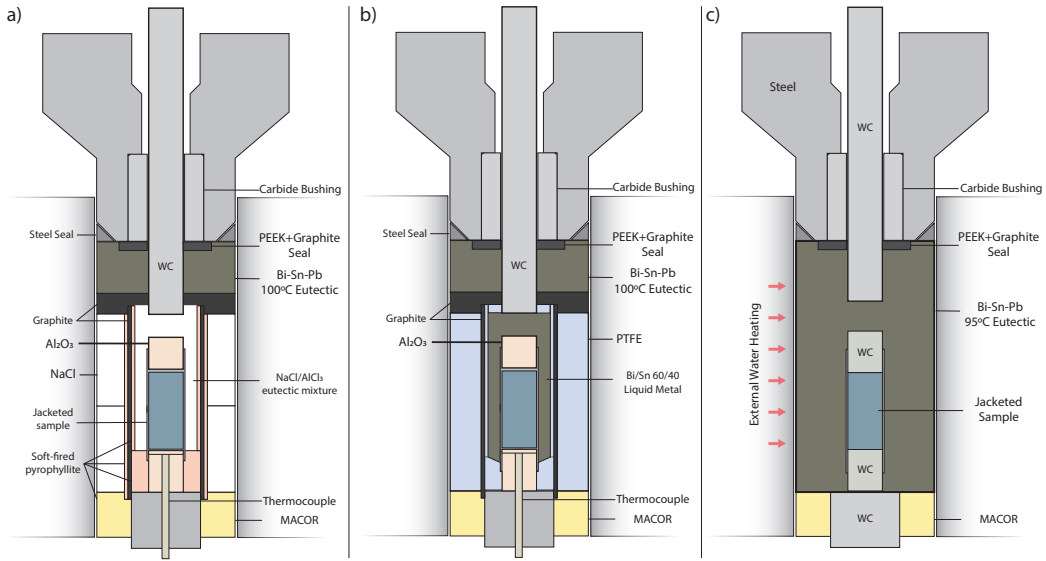 a)
WC
Carbide Bushing
Steel Seal
PEEK+Graphite
Seal
Bi-Sn-Pb
100ºC Eutectic
Graphite
Al₂O₃
NaCl
NaCl/AlCl₃
eutectic mixture
Jacketed
sample
Soft-fired
pyrophyllite
Thermocouple
MACOR
b)
WC
Carbide Bushing
Steel Seal
PEEK+Graphite
Seal
Bi-Sn-Pb
100ºC Eutectic
Graphite
Al₂O₃
PTFE
Bi/Sn 60/40
Liquid Metal
Thermocouple
MACOR
c)
Steel
WC
Carbide Bushing
PEEK+Graphite
Seal
Bi-Sn-Pb
95ºC Eutectic
External Water Heating
WC
Jacketed
Sample
WC
WC
MACOR